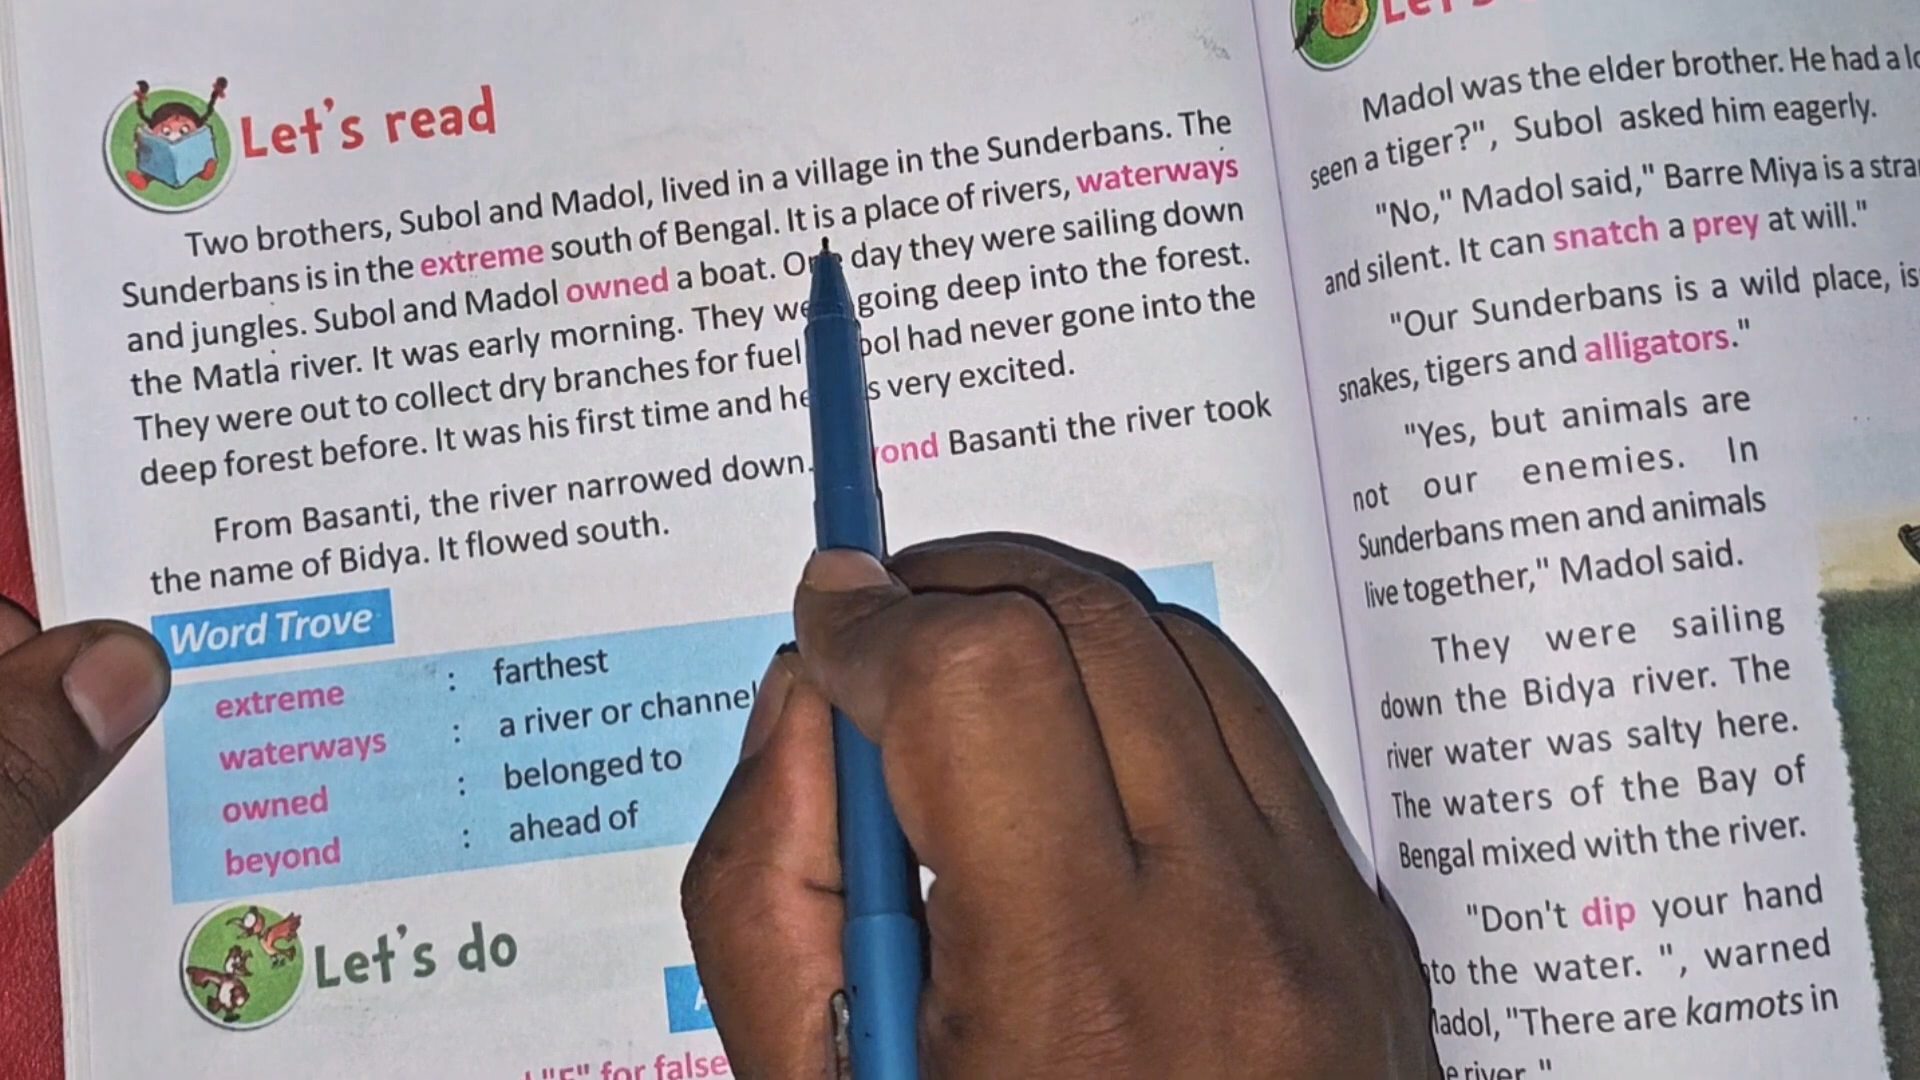 Let's read
Two brothers, Subol and Madol, lived in a village in the Sunderbans. The
Sunderbans is in the extreme south of Bengal. It is a place of rivers, waterways
and jungles. Subol and Madol owned a boat. One day they were sailing down
the Matla river. It was early morning. They going deep into the forest.
They were out to collect dry branches for fuel had never gone into the
deep forest before. It was his first time and very excited.
From Basanti, the river narrowed down. Basanti the river took
the name of Bidya. It flowed south.
Word Trove
extreme : farthest
waterways : a river or channel
owned : belonged to
beyond : ahead of
Let's do
"F" for false
Madol was the elder brother. He had a
seen a tiger?", Subol asked him eagerly.
"No," Madol said," Barre Miya is a
and silent. It can snatch a prey at will."
"Our Sunderbans is a wild place, is
snakes, tigers and alligators."
"Yes, but animals are
not our enemies. In
Sunderbans men and animals
live together," Madol said.
They were sailing
down the Bidya river. The
river water was salty here.
The waters of the Bay of
Bengal mixed with the river.
"Don't dip your hand
to the water. ", warned
adol, "There are kamots in
river."